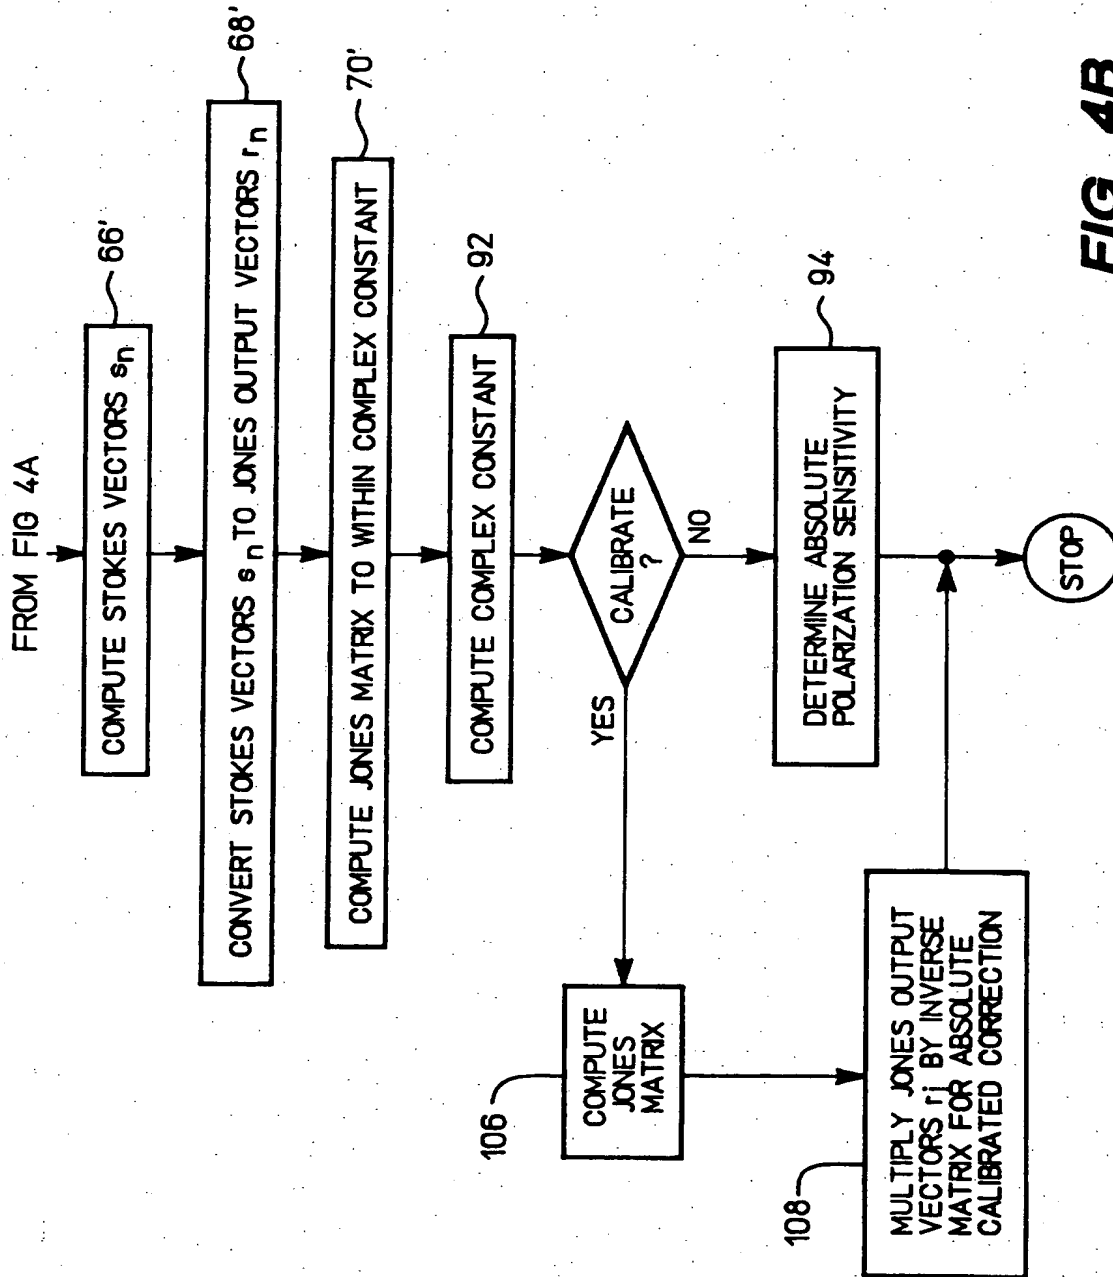 FROM FIG 4A
COMPUTE STOKES VECTORS sn
66'
CONVERT STOKES VECTORS sn TO JONES OUTPUT VECTORS rn
68'
COMPUTE JONES MATRIX TO WITHIN COMPLEX CONSTANT
70'
COMPUTE COMPLEX CONSTANT
92
CALIBRATE
?
YES
NO
106
COMPUTE
JONES
MATRIX
DETERMINE ABSOLUTE
POLARIZATION SENSITIVITY
94
108
MULTIPLY JONES OUTPUT
VECTORS ri BY INVERSE
MATRIX FOR ABSOLUTE
CALIBRATED CORRECTION
STOP
FIG 4B